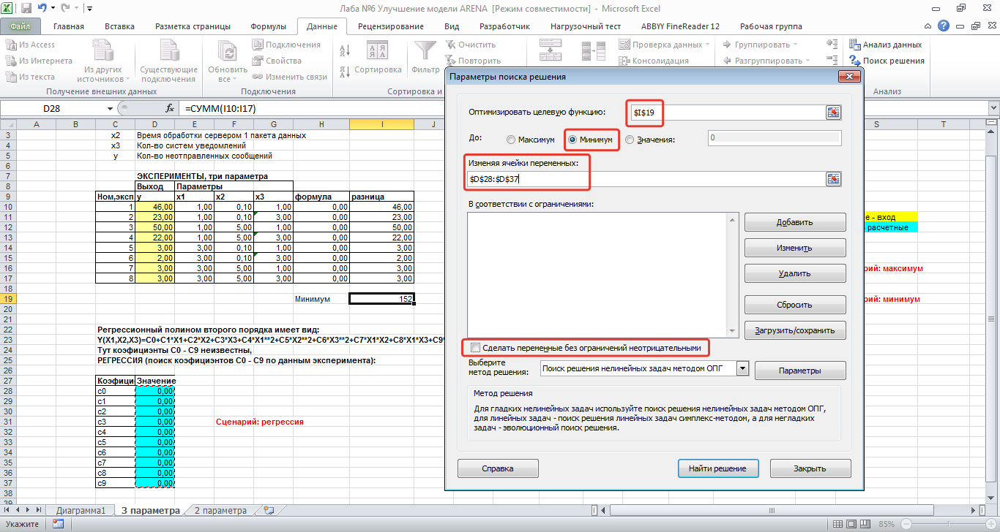 Лаба №6 Улучшение модели ARENA [Режим совместимости] - Microsoft Excel
Файл Главная Вставка Разметка страницы Формулы Данные Рецензирование Вид Разработчик Нагрузочный тест ABBYY FineReader 12 Рабочая группа
Из Access
Из Интернета
Из текста
Из других источников
Существующие подключения
Получение внешних данных
Обновить все
Подключения
Свойства
Изменить связи
Подключения
Сортировка
Фильтр
Очистить
Повторить
Сортировка и
Проверка данных
Консолидация
Группировать
Разгруппировать
Анализ данных
Поиск решения
Анализ
D28 fx =СУММ(I10:I17)
A B C D E F G H I J S T
3 x2 Время обработки сервером 1 пакета данных
4 x3 Кол-во систем уведомлений
5 y Кол-во неотправленных сообщений
6
7 ЭКСПЕРИМЕНТЫ, три параметра
8 Выход Параметры
9 Ном,эксп y x1 x2 x3 формула разница
10 1 46,00 1,00 0,10 1,00 0,00 46,00
11 2 23,00 1,00 0,10 3,00 0,00 23,00 е - вход
12 3 50,00 1,00 5,00 1,00 0,00 50,00 расчетные
13 4 22,00 1,00 5,00 3,00 0,00 22,00
14 5 3,00 3,00 0,10 1,00 0,00 3,00
15 6 2,00 3,00 0,10 3,00 0,00 2,00
16 7 3,00 3,00 5,00 1,00 0,00 3,00 рий: максимум
17 8 3,00 3,00 5,00 3,00 0,00 3,00
18
19 Минимум 152 рий: минимум
20
21
22 Регрессионный полином второго порядка имеет вид:
23 Y(X1,X2,X3)=C0+C1*X1+C2*X2+C3*X3+C4*X1**2+C5*X2**2+C6*X3**2+C7*X1*X2+C8*X1*X3+C9*
24 Тут коэфициенты C0 - C9 неизвестны,
25 РЕГРЕССИЯ (поиск коэфициентов C0 - C9 по данным эксперимента):
26
27 Коэфици Значение
28 c0 0,00
29 c1 0,00
30 c2 0,00
31 c3 0,00 Сценарий: регрессия
32 c4 0,00
33 c5 0,00
34 c6 0,00
35 c7 0,00
36 c8 0,00
37 c9 0,00
38
39
Параметры поиска решения
Оптимизировать целевую функцию: $I$19
До: Максимум Минимум Значения: 0
Изменяя ячейки переменных:
$D$28:$D$37
В соответствии с ограничениями:
Добавить
Изменить
Удалить
Сбросить
Загрузить/сохранить
Сделать переменные без ограничений неотрицательными
Выберите метод решения: Поиск решения нелинейных задач методом ОПГ Параметры
Метод решения
Для гладких нелинейных задач используйте поиск решения нелинейных задач методом ОПГ,
для линейных задач - поиск решения линейных задач симплекс-методом, а для негладких
задач - эволюционный поиск решения.
Справка Найти решение Закрыть
Диаграмма1 3 параметра 2 параметра
Укажите 85%